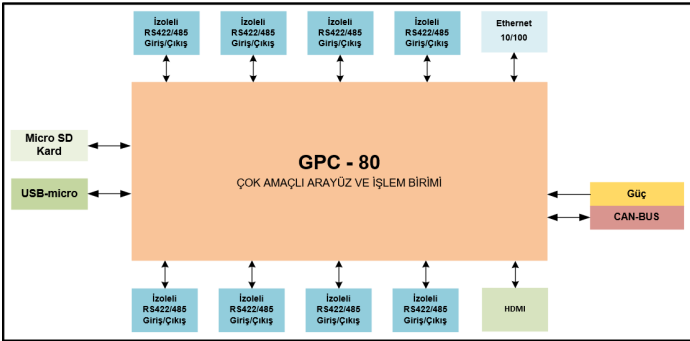 İzoleli
RS422/485
Giriş/Çıkış
İzoleli
RS422/485
Giriş/Çıkış
İzoleli
RS422/485
Giriş/Çıkış
İzoleli
RS422/485
Giriş/Çıkış
Ethernet
10/100
Micro SD
Kard
USB-micro
GPC - 80
ÇOK AMAÇLI ARAYÜZ VE İŞLEM BİRİMİ
Güç
CAN-BUS
İzoleli
RS422/485
Giriş/Çıkış
İzoleli
RS422/485
Giriş/Çıkış
İzoleli
RS422/485
Giriş/Çıkış
İzoleli
RS422/485
Giriş/Çıkış
HDMI